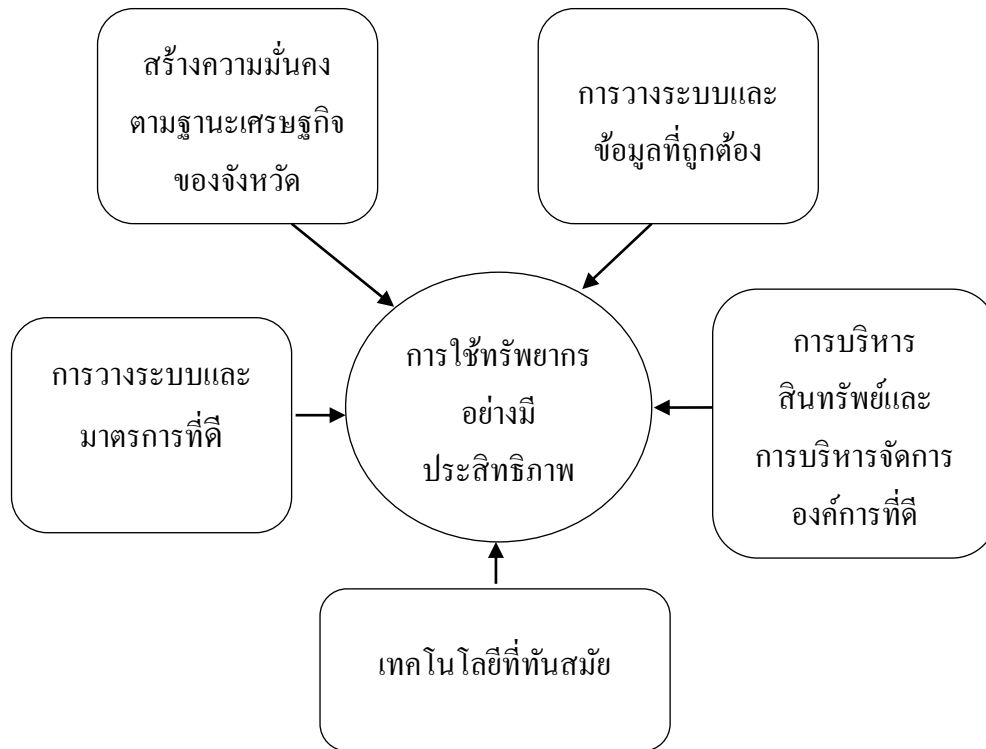 สร้างความมั่นคง
ตามฐานะเศรษฐกิจ
ของจังหวัด
การวางระบบและ
ข้อมูลที่ถูกต้อง
การวางระบบและ
มาตรการที่ดี
การใช้ทรัพยากร
อย่างมี
ประสิทธิภาพ
การบริหาร
สินทรัพย์และ
การบริหารจัดการ
องค์การที่ดี
เทคโนโลยีที่ทันสมัย